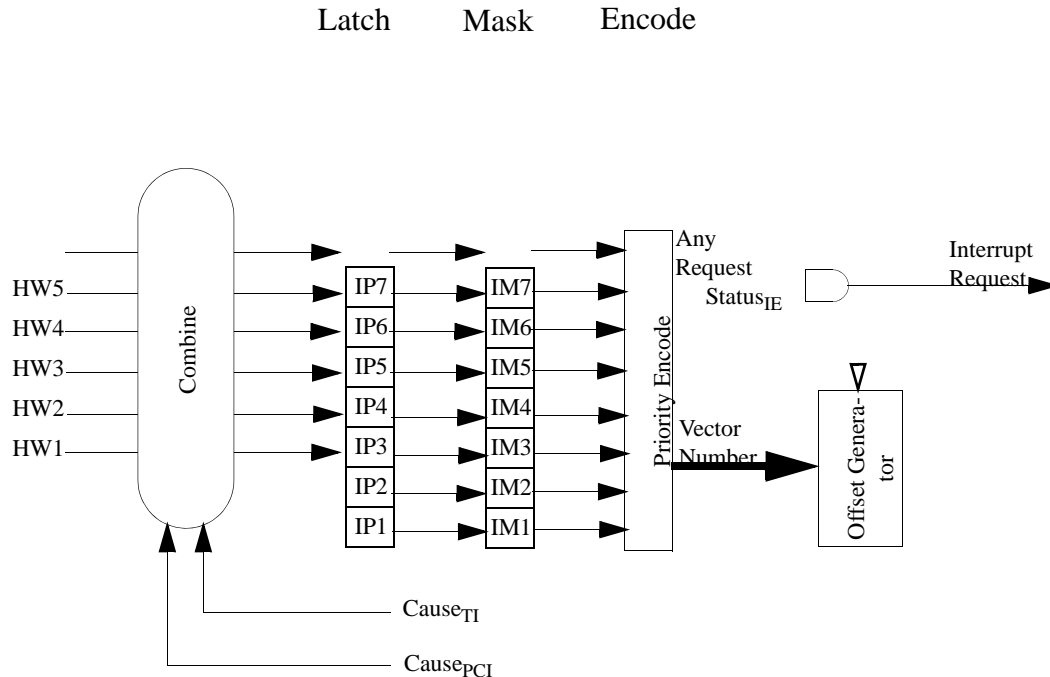 Latch Mask Encode
Any
Request
Status_IE
Interrupt
Request
HW5
HW4
HW3
HW2
HW1
Combine
IP7
IP6
IP5
IP4
IP3
IP2
IP1
IM7
IM6
IM5
IM4
IM3
IM2
IM1
Priority Encode
Vector
Number
Offset Genera-
tor
Cause_TI
Cause_PCI